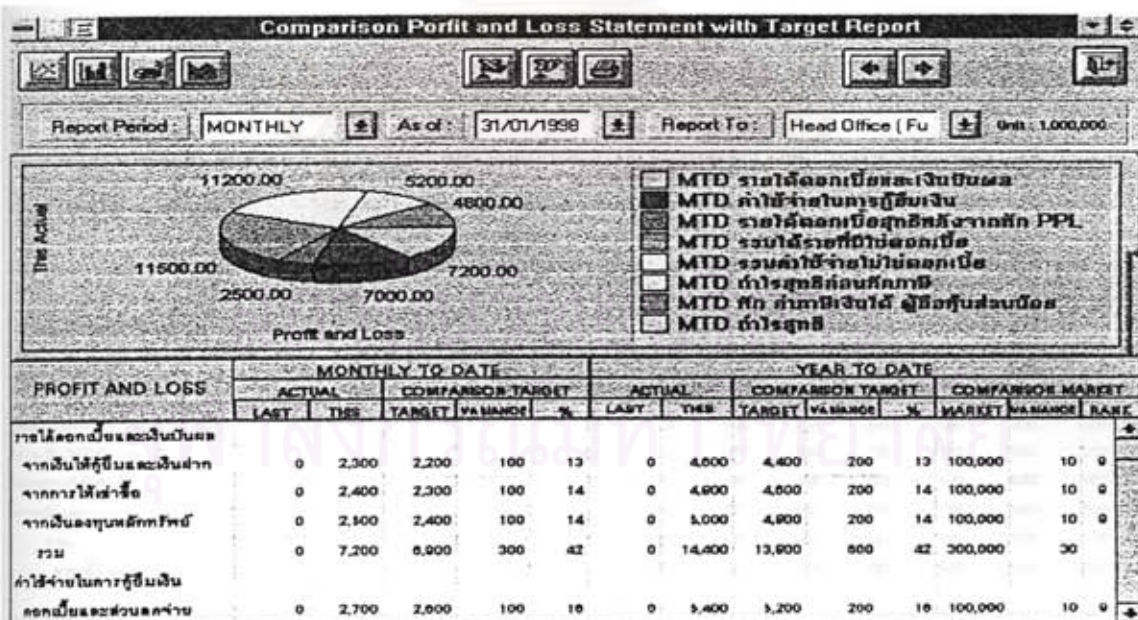 Comparison Porfit and Loss Statement with Target Report
Report Period : MONTHLY As of : 31/01/1998 Report To : Head Office ( Fu Unit : 1,000,000
This Actual
11200.00 5200.00
4800.00
11500.00 7200.00
2500.00 7000.00
Profit and Loss
MTD รายได้ดอกเบี้ยและเงินปันผล
MTD ค่าใช้จ่ายในการกู้ยืมเงิน
MTD รายได้ดอกเบี้ยสุทธิหลังจากหัก PPL
MTD รวมได้รายที่มิใช่ดอกเบี้ย
MTD รวมค่าใช้จ่ายไม่ใช่ดอกเบี้ย
MTD กำไรสุทธิก่อนหักภาษี
MTD หัก ค่าภาษีเงินได้ ผู้ถือหุ้นส่วนน้อย
MTD กำไรสุทธิ
PROFIT AND LOSS MONTHLY TO DATE YEAR TO DATE
ACTUAL COMPARISON TARGET ACTUAL COMPARISON TARGET COMPARISON MARKET
LAST THIS TARGET VARIANCE % LAST THIS TARGET VARIANCE % MARKET VARIANCE RANK
รายได้ดอกเบี้ยและเงินปันผล
จากเงินให้กู้ยืมและเงินฝาก 0 2,300 2,200 100 13 0 4,600 4,400 200 13 100,000 10 9
จากการให้เช่าซื้อ 0 2,400 2,300 100 14 0 4,800 4,600 200 14 100,000 10 9
จากเงินลงทุนหลักทรัพย์ 0 2,500 2,400 100 14 0 5,000 4,800 200 14 100,000 10 9
รวม 0 7,200 6,900 300 42 0 14,400 13,800 600 42 300,000 30
ค่าใช้จ่ายในการกู้ยืมเงิน
ดอกเบี้ยและส่วนลดจ่าย 0 2,700 2,600 100 16 0 5,400 5,200 200 16 100,000 10 9